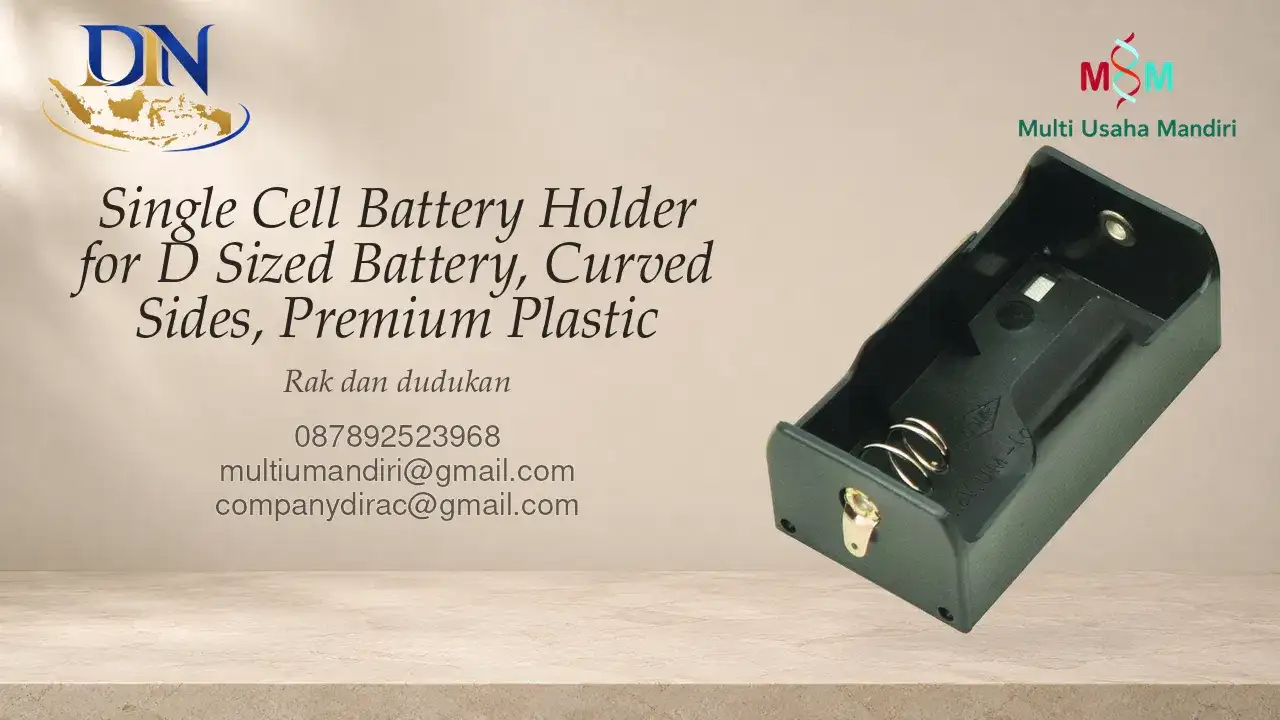 DN
M M
Multi Usaha Mandiri
Single Cell Battery Holder
for D Sized Battery, Curved
Sides, Premium Plastic
Rak dan dudukan
087892523968
multiumandiri@gmail.com
companydirac@gmail.com